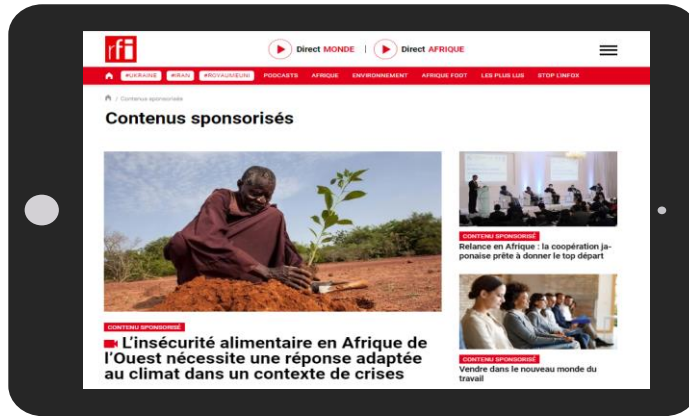 rfi
Direct MONDE | Direct AFRIQUE
#UKRAINE #IRAN #ROYAUMEUNI PODCASTS AFRIQUE ENVIRONNEMENT AFRIQUE FOOT LES PLUS LUS STOP L'INFOX
/ Contenus sponsorisés
Contenus sponsorisés
CONTENU SPONSORISÉ
L'insécurité alimentaire en Afrique de
l'Ouest nécessite une réponse adaptée
au climat dans un contexte de crises
CONTENU SPONSORISÉ
Relance en Afrique : la coopération ja-
ponaise prête à donner le top départ
CONTENU SPONSORISÉ
Vendre dans le nouveau monde du
travail